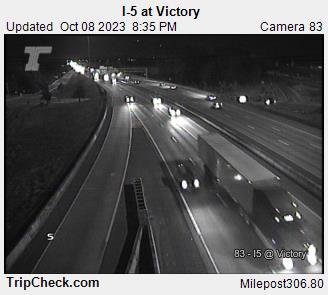 I-5 at Victory
Updated Oct 08 2023 8:35 PM Camera 83
T
S
83 - I5 @ Victory
TripCheck.com Milepost306.80